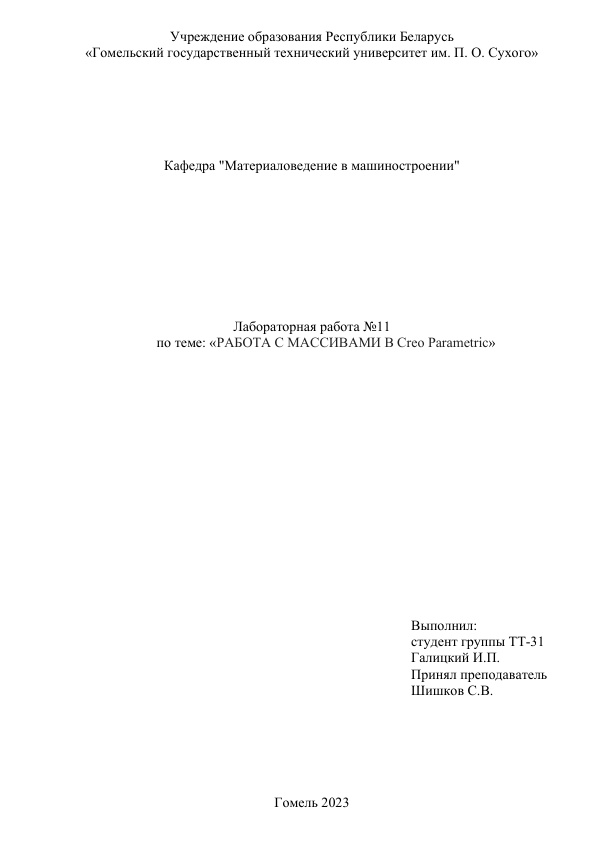 Учреждение образования Республики Беларусь
«Гомельский государственный технический университет им. П. О. Сухого»
Кафедра "Материаловедение в машиностроении"
Лабораторная работа №11
по теме: «РАБОТА С МАССИВАМИ В Creo Parametric»
Выполнил:
студент группы ТТ-31
Галицкий И.П.
Принял преподаватель
Шишков С.В.
Гомель 2023